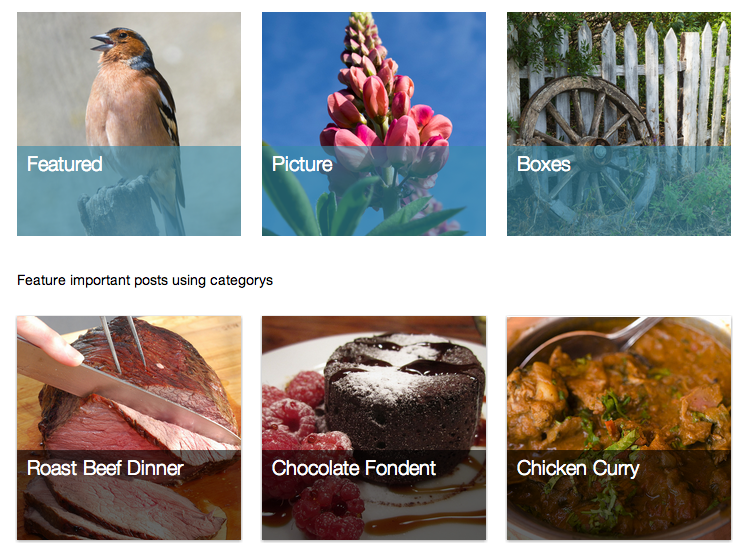 Featured
Picture
Boxes
Feature important posts using categorys
Roast Beef Dinner
Chocolate Fondent
Chicken Curry